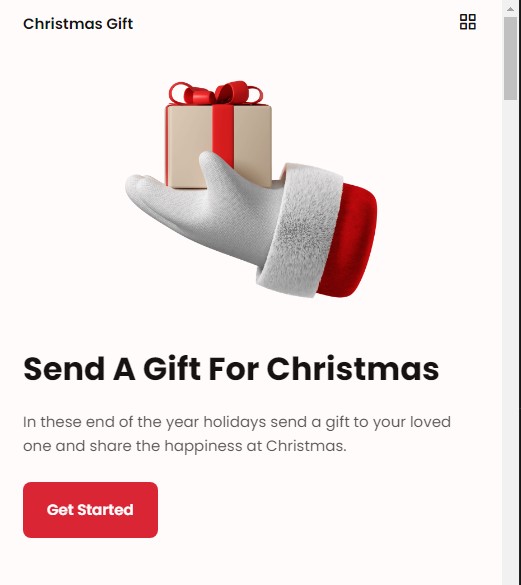 Christmas Gift
Send A Gift For Christmas
In these end of the year holidays send a gift to your loved
one and share the happiness at Christmas.
Get Started